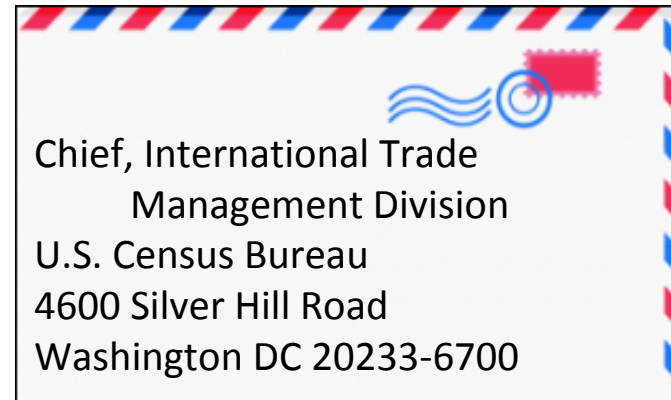 Chief, International Trade
Management Division
U.S. Census Bureau
4600 Silver Hill Road
Washington DC 20233-6700